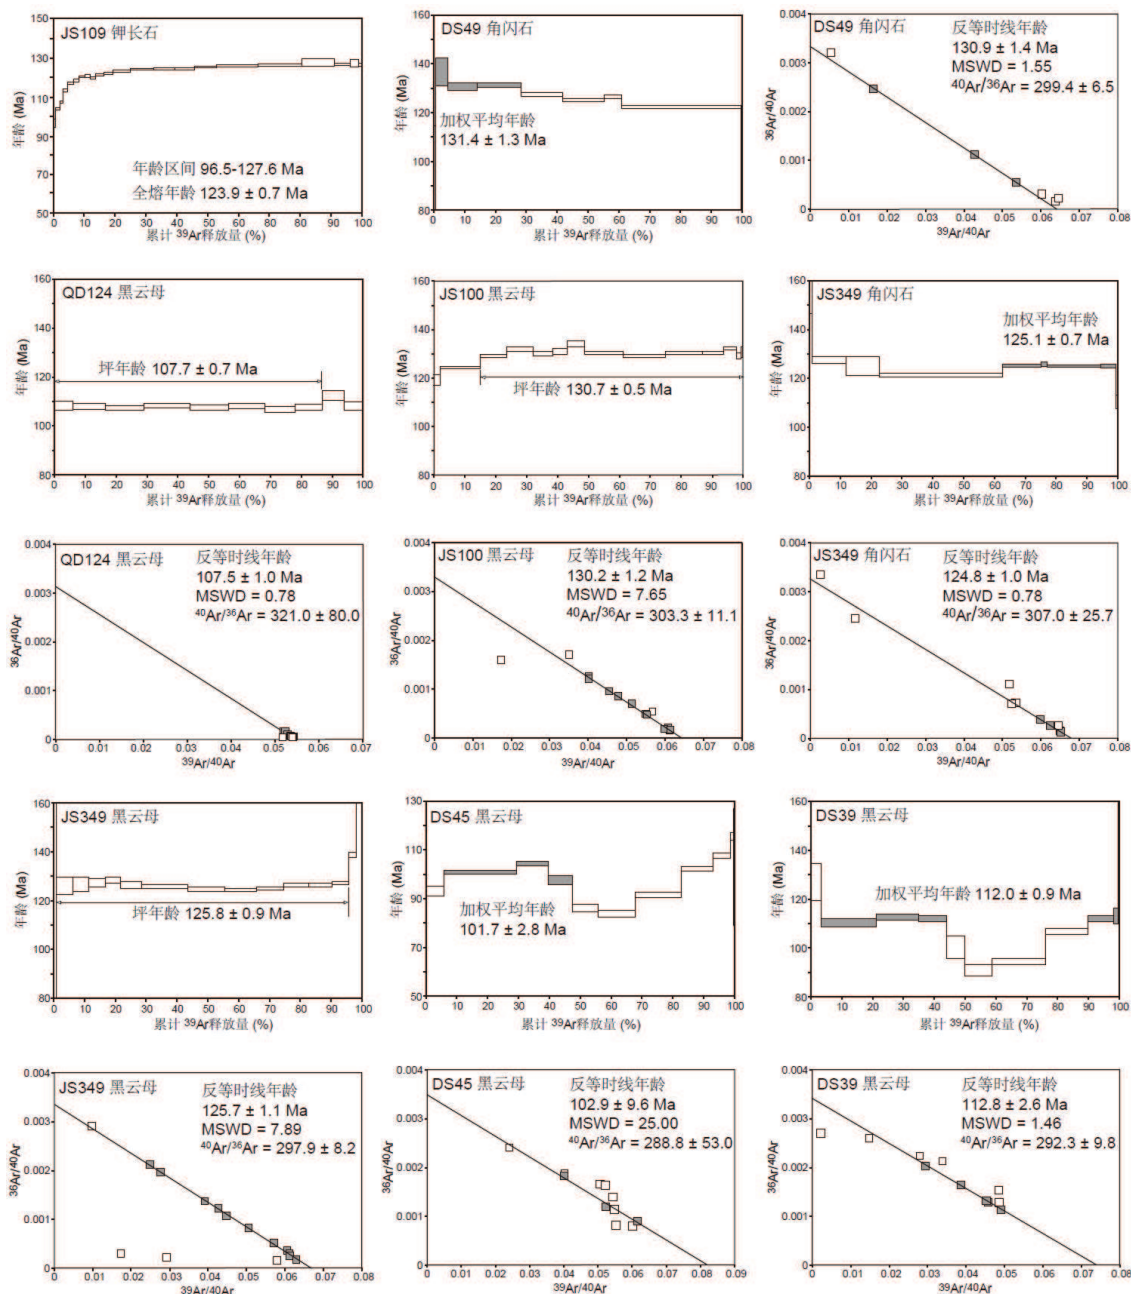 JS109 钾长石
年龄区间 96.5-127.6 Ma
全熔年龄 123.9 ± 0.7 Ma
年龄 (Ma)
150
130
110
90
70
50
0 10 20 30 40 50 60 70 80 90 100
累计 ³⁹Ar释放量 (%)
DS49 角闪石
加权平均年龄
131.4 ± 1.3 Ma
年龄 (Ma)
160
140
120
100
80
0 10 20 30 40 50 60 70 80 90 100
累计 ³⁹Ar释放量 (%)
DS49 角闪石
反等时线年龄
130.9 ± 1.4 Ma
MSWD = 1.55
⁴⁰Ar/³⁶Ar = 299.4 ± 6.5
³⁶Ar/⁴⁰Ar
0.004
0.003
0.002
0.001
0
0 0.01 0.02 0.03 0.04 0.05 0.06 0.07 0.08
³⁹Ar/⁴⁰Ar
QD124 黑云母
坪年龄 107.7 ± 0.7 Ma
年龄 (Ma)
160
140
120
100
80
0 10 20 30 40 50 60 70 80 90 100
累计 ³⁹Ar释放量 (%)
JS100 黑云母
坪年龄 130.7 ± 0.5 Ma
年龄 (Ma)
160
140
120
100
80
0 10 20 30 40 50 60 70 80 90 100
累计 ³⁹Ar释放量 (%)
JS349 角闪石
加权平均年龄
125.1 ± 0.7 Ma
年龄 (Ma)
160
140
120
100
80
0 10 20 30 40 50 60 70 80 90 100
累计 ³⁹Ar释放量 (%)
QD124 黑云母
反等时线年龄
107.5 ± 1.0 Ma
MSWD = 0.78
⁴⁰Ar/³⁶Ar = 321.0 ± 80.0
³⁶Ar/⁴⁰Ar
0.004
0.003
0.002
0.001
0
0 0.01 0.02 0.03 0.04 0.05 0.06 0.07
³⁹Ar/⁴⁰Ar
JS100 黑云母
反等时线年龄
130.2 ± 1.2 Ma
MSWD = 7.65
⁴⁰Ar/³⁶Ar = 303.3 ± 11.1
³⁶Ar/⁴⁰Ar
0.004
0.003
0.002
0.001
0
0 0.01 0.02 0.03 0.04 0.05 0.06 0.07 0.08
³⁹Ar/⁴⁰Ar
JS349 角闪石
反等时线年龄
124.8 ± 1.0 Ma
MSWD = 0.78
⁴⁰Ar/³⁶Ar = 307.0 ± 25.7
³⁶Ar/⁴⁰Ar
0.004
0.003
0.002
0.001
0
0 0.01 0.02 0.03 0.04 0.05 0.06 0.07 0.08
³⁹Ar/⁴⁰Ar
JS349 黑云母
坪年龄 125.8 ± 0.9 Ma
年龄 (Ma)
160
140
120
100
80
0 10 20 30 40 50 60 70 80 90 100
累计 ³⁹Ar释放量 (%)
DS45 黑云母
加权平均年龄
101.7 ± 2.8 Ma
年龄 (Ma)
130
110
90
70
50
0 10 20 30 40 50 60 70 80 90 100
累计 ³⁹Ar释放量 (%)
DS39 黑云母
加权平均年龄 112.0 ± 0.9 Ma
年龄 (Ma)
160
140
120
100
80
0 10 20 30 40 50 60 70 80 90 100
累计 ³⁹Ar释放量 (%)
JS349 黑云母
反等时线年龄
125.7 ± 1.1 Ma
MSWD = 7.89
⁴⁰Ar/³⁶Ar = 297.9 ± 8.2
³⁶Ar/⁴⁰Ar
0.004
0.003
0.002
0.001
0
0 0.01 0.02 0.03 0.04 0.05 0.06 0.07 0.08
³⁹Ar/⁴⁰Ar
DS45 黑云母
反等时线年龄
102.9 ± 9.6 Ma
MSWD = 25.00
⁴⁰Ar/³⁶Ar = 288.8 ± 53.0
³⁶Ar/⁴⁰Ar
0.004
0.003
0.002
0.001
0
0 0.01 0.02 0.03 0.04 0.05 0.06 0.07 0.08 0.09
³⁹Ar/⁴⁰Ar
DS39 黑云母
反等时线年龄
112.8 ± 2.6 Ma
MSWD = 1.46
⁴⁰Ar/³⁶Ar = 292.3 ± 9.8
³⁶Ar/⁴⁰Ar
0.004
0.003
0.002
0.001
0
0 0.01 0.02 0.03 0.04 0.05 0.06 0.07 0.08
³⁹Ar/⁴⁰Ar